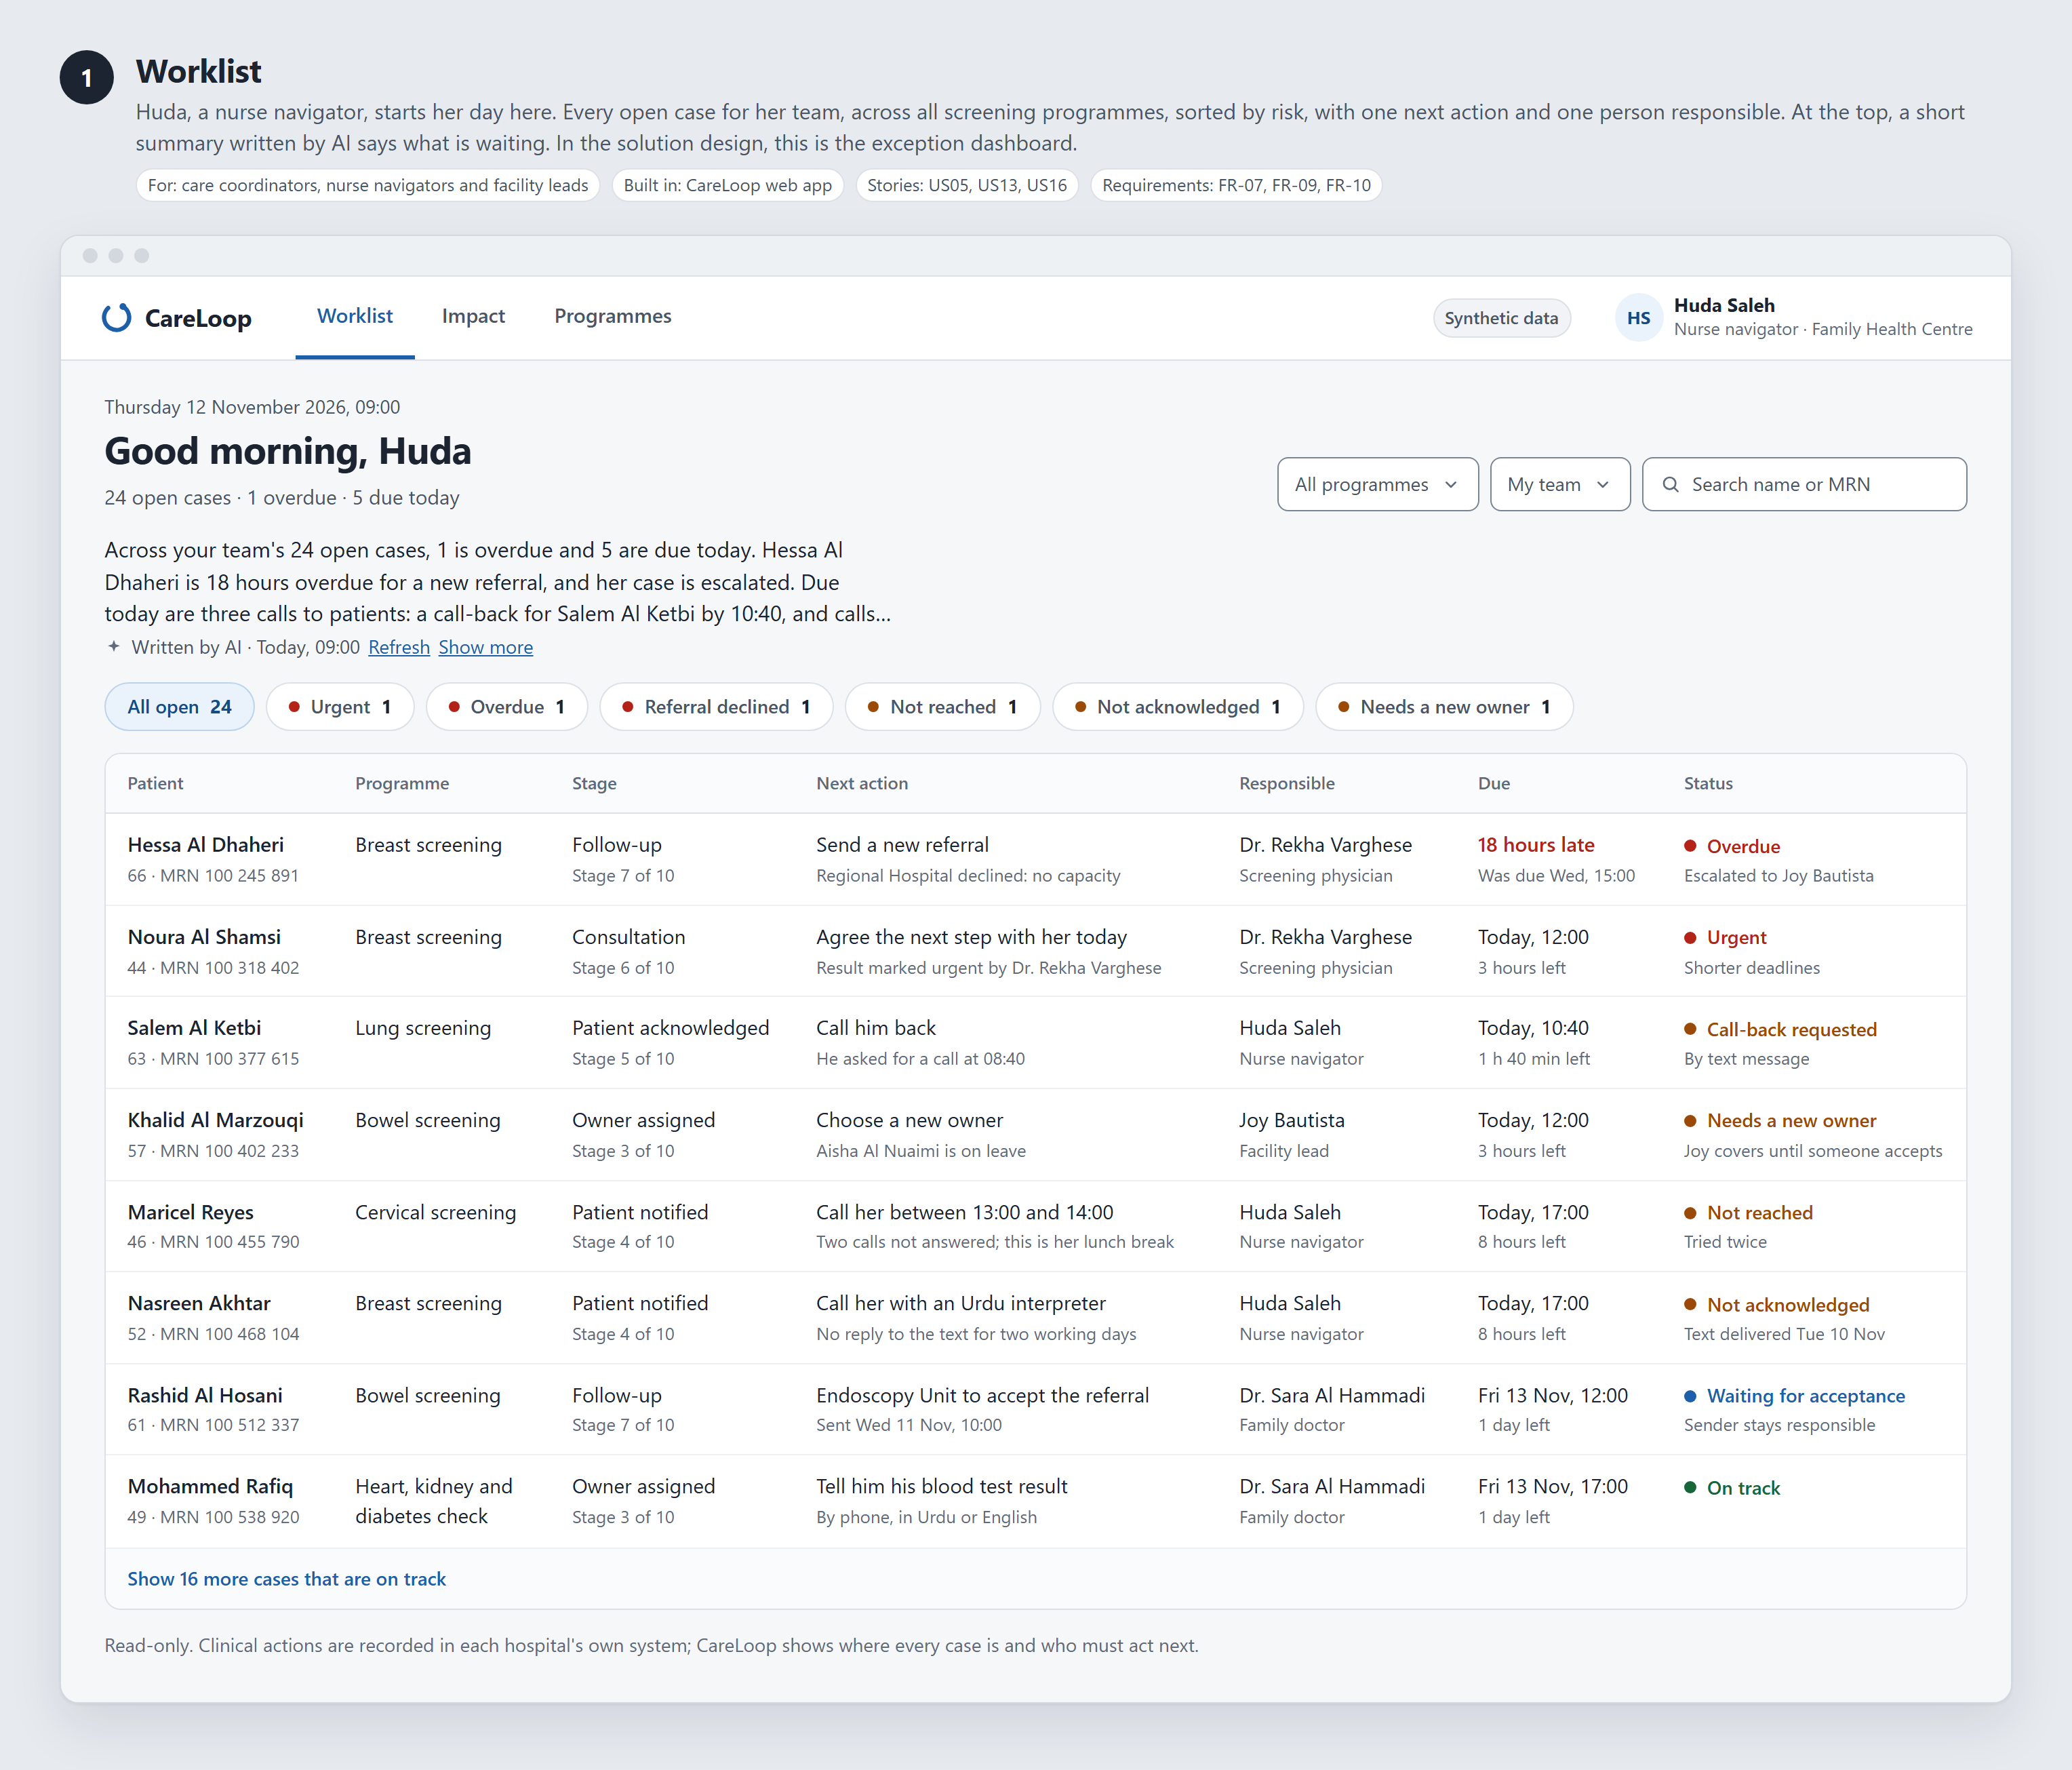 1
Worklist
Huda, a nurse navigator, starts her day here. Every open case for her team, across all screening programmes, sorted by risk, with one next action and one person responsible. At the top, a short
summary written by AI says what is waiting. In the solution design, this is the exception dashboard.
For: care coordinators, nurse navigators and facility leads
Built in: CareLoop web app
Stories: US05, US13, US16
Requirements: FR-07, FR-09, FR-10
CareLoop
Worklist
Impact
Programmes
Synthetic data
HS
Huda Saleh
Nurse navigator · Family Health Centre
Thursday 12 November 2026, 09:00
Good morning, Huda
24 open cases · 1 overdue · 5 due today
All programmes
My team
Search name or MRN
Across your team's 24 open cases, 1 is overdue and 5 are due today. Hessa Al
Dhaheri is 18 hours overdue for a new referral, and her case is escalated. Due
today are three calls to patients: a call-back for Salem Al Ketbi by 10:40, and calls...
Written by AI · Today, 09:00 Refresh Show more
All open 24
Urgent 1
Overdue 1
Referral declined 1
Not reached 1
Not acknowledged 1
Needs a new owner 1
Patient Programme Stage Next action Responsible Due Status
Hessa Al Dhaheri Breast screening Follow-up Send a new referral Dr. Rekha Varghese 18 hours late Overdue
66 · MRN 100 245 891 Stage 7 of 10 Regional Hospital declined: no capacity Screening physician Was due Wed, 15:00 Escalated to Joy Bautista
Noura Al Shamsi Breast screening Consultation Agree the next step with her today Dr. Rekha Varghese Today, 12:00 Urgent
44 · MRN 100 318 402 Stage 6 of 10 Result marked urgent by Dr. Rekha Varghese Screening physician 3 hours left Shorter deadlines
Salem Al Ketbi Lung screening Patient acknowledged Call him back Huda Saleh Today, 10:40 Call-back requested
63 · MRN 100 377 615 Stage 5 of 10 He asked for a call at 08:40 Nurse navigator 1 h 40 min left By text message
Khalid Al Marzouqi Bowel screening Owner assigned Choose a new owner Joy Bautista Today, 12:00 Needs a new owner
57 · MRN 100 402 233 Stage 3 of 10 Aisha Al Nuaimi is on leave Facility lead 3 hours left Joy covers until someone accepts
Maricel Reyes Cervical screening Patient notified Call her between 13:00 and 14:00 Huda Saleh Today, 17:00 Not reached
46 · MRN 100 455 790 Stage 4 of 10 Two calls not answered; this is her lunch break Nurse navigator 8 hours left Tried twice
Nasreen Akhtar Breast screening Patient notified Call her with an Urdu interpreter Huda Saleh Today, 17:00 Not acknowledged
52 · MRN 100 468 104 Stage 4 of 10 No reply to the text for two working days Nurse navigator 8 hours left Text delivered Tue 10 Nov
Rashid Al Hosani Bowel screening Follow-up Endoscopy Unit to accept the referral Dr. Sara Al Hammadi Fri 13 Nov, 12:00 Waiting for acceptance
61 · MRN 100 512 337 Stage 7 of 10 Sent Wed 11 Nov, 10:00 Family doctor 1 day left Sender stays responsible
Mohammed Rafiq Heart, kidney and Owner assigned Tell him his blood test result Dr. Sara Al Hammadi Fri 13 Nov, 17:00 On track
49 · MRN 100 538 920 diabetes check Stage 3 of 10 By phone, in Urdu or English Family doctor 1 day left
Show 16 more cases that are on track
Read-only. Clinical actions are recorded in each hospital's own system; CareLoop shows where every case is and who must act next.